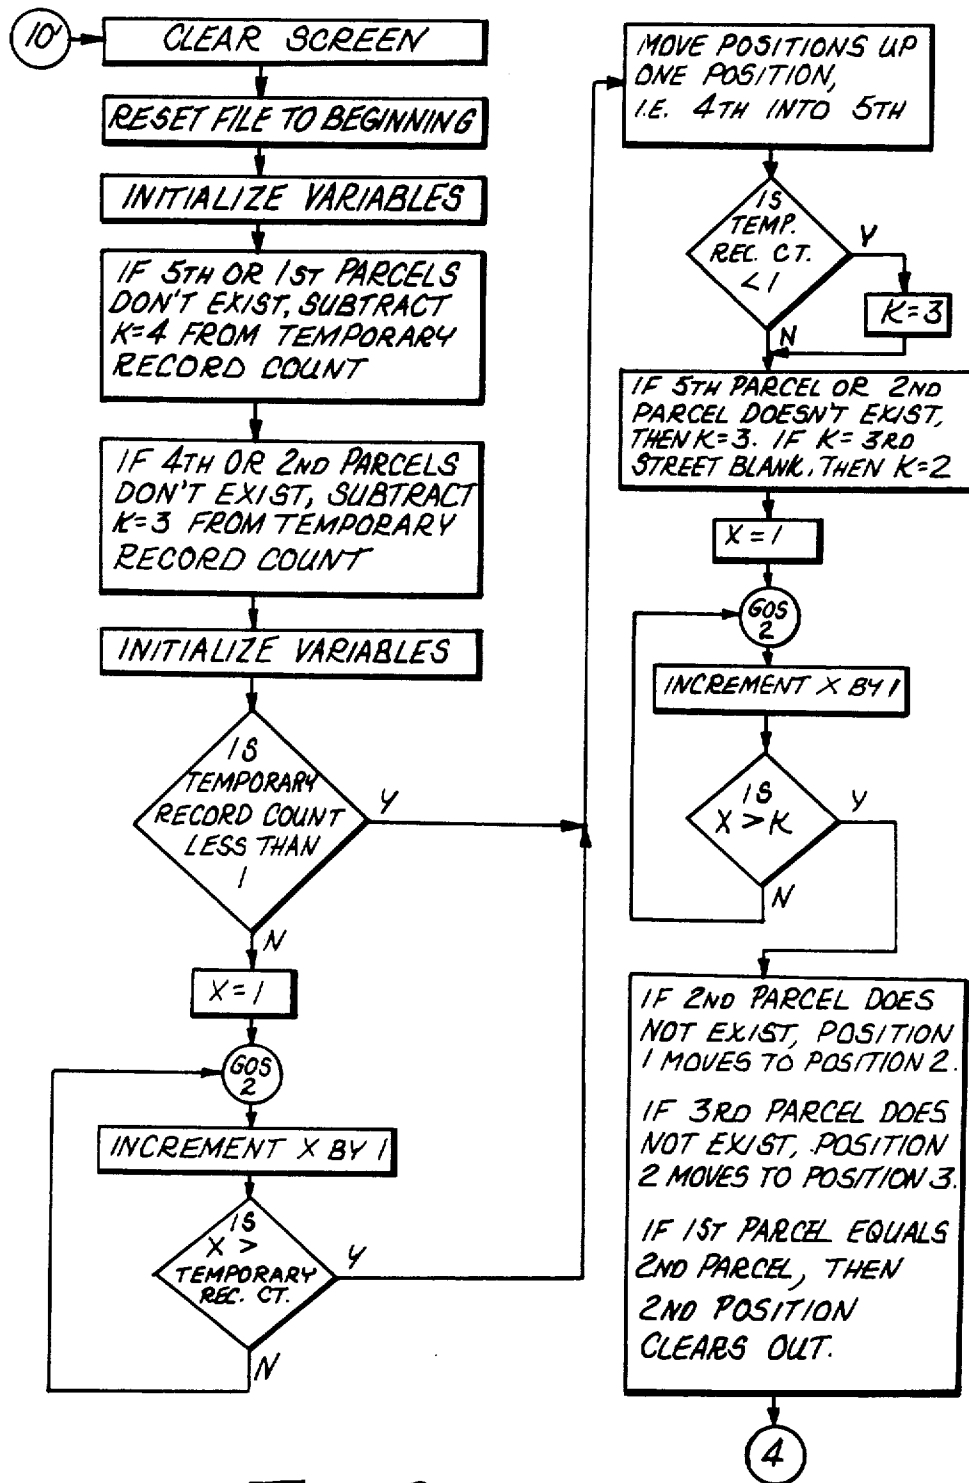 10
CLEAR SCREEN
RESET FILE TO BEGINNING
INITIALIZE VARIABLES
IF 5TH OR 1ST PARCELS
DON'T EXIST, SUBTRACT
K=4 FROM TEMPORARY
RECORD COUNT
IF 4TH OR 2ND PARCELS
DON'T EXIST, SUBTRACT
K=3 FROM TEMPORARY
RECORD COUNT
INITIALIZE VARIABLES
IS
TEMPORARY
RECORD COUNT
LESS THAN
1
Y
N
X=1
GOS
2
INCREMENT X BY 1
IS
X >
TEMPORARY
REC. CT.
Y
N
MOVE POSITIONS UP
ONE POSITION,
I.E. 4TH INTO 5TH
IS
TEMP.
REC. CT.
<1
Y
K=3
N
IF 5TH PARCEL OR 2ND
PARCEL DOESN'T EXIST,
THEN K=3. IF K=3RD
STREET BLANK, THEN K=2
X=1
GOS
2
INCREMENT X BY 1
IS
X > K
Y
N
IF 2ND PARCEL DOES
NOT EXIST, POSITION
1 MOVES TO POSITION 2.
IF 3RD PARCEL DOES
NOT EXIST, POSITION
2 MOVES TO POSITION 3.
IF 1ST PARCEL EQUALS
2ND PARCEL, THEN
2ND POSITION
CLEARS OUT.
4